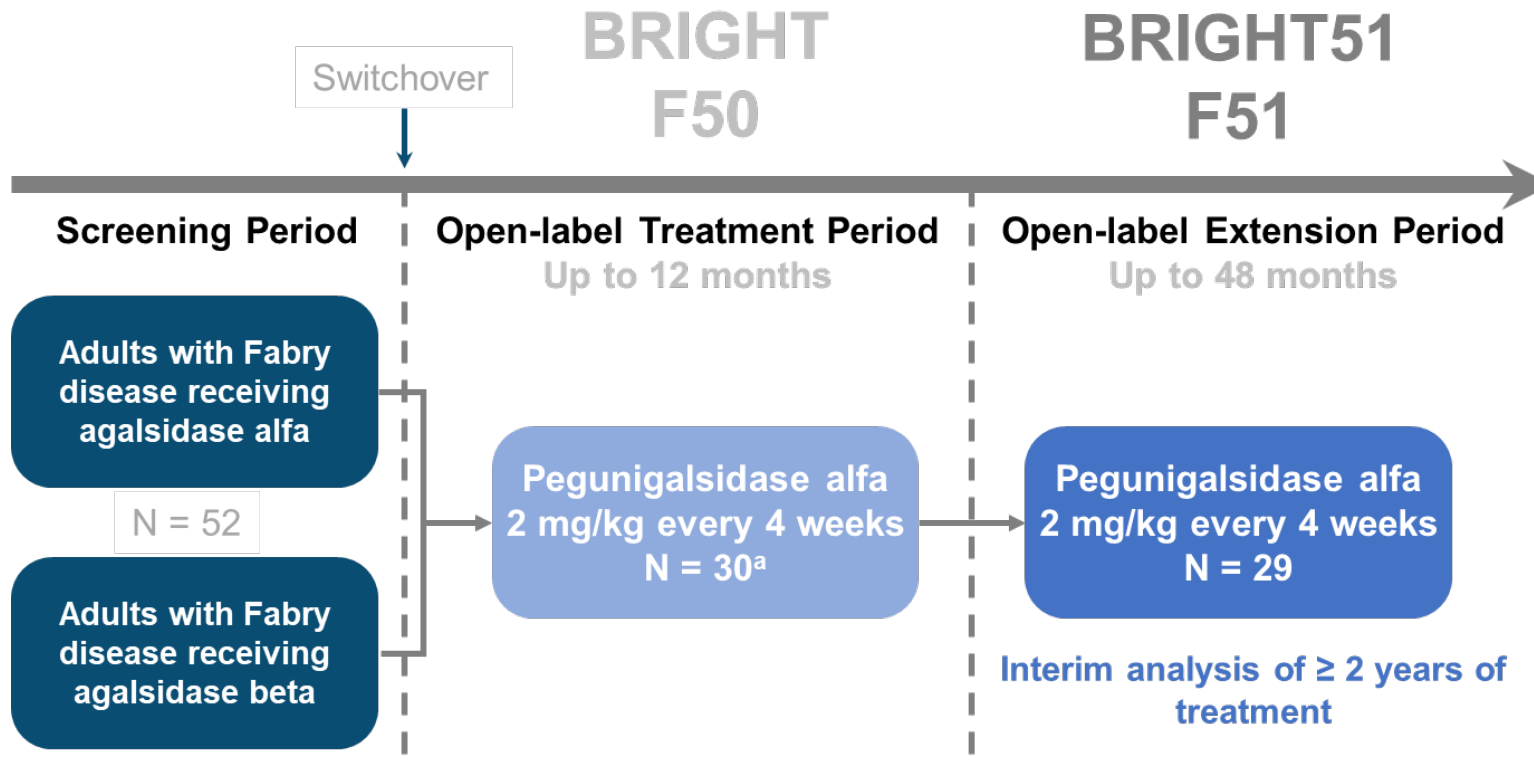 Switchover
BRIGHT
F50
BRIGHT51
F51
Screening Period
Adults with Fabry
disease receiving
agalsidase alfa
N = 52
Adults with Fabry
disease receiving
agalsidase beta
Open-label Treatment Period
Up to 12 months
Pegunigalsidase alfa
2 mg/kg every 4 weeks
N = 30ᵃ
Open-label Extension Period
Up to 48 months
Pegunigalsidase alfa
2 mg/kg every 4 weeks
N = 29
Interim analysis of ≥ 2 years of
treatment